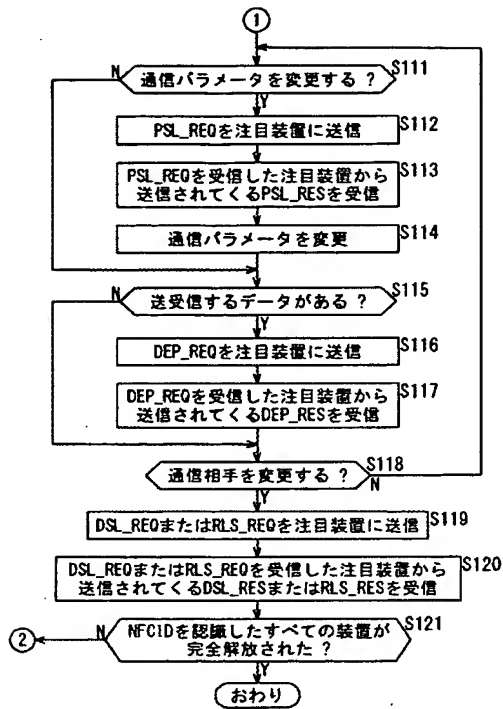 1
通信パラメータを変更する ?
S111
N
Y
PSL_REQを注目装置に送信
S112
PSL_REQを受信した注目装置から
送信されてくるPSL_RESを受信
S113
通信パラメータを変更
S114
送受信するデータがある ?
S115
N
Y
DEP_REQを注目装置に送信
S116
DEP_REQを受信した注目装置から
送信されてくるDEP_RESを受信
S117
通信相手を変更する ?
S118
N
Y
DSL_REQまたはRLS_REQを注目装置に送信
S119
DSL_REQまたはRLS_REQを受信した注目装置から
送信されてくるDSL_RESまたはRLS_RESを受信
S120
NFCIDを認識したすべての装置が
完全解放された ?
S121
N
2
Y
おわり